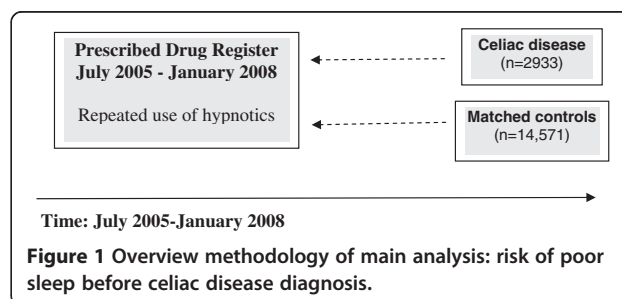 Prescribed Drug Register
July 2005 - January 2008
Repeated use of hypnotics
Celiac disease
(n=2933)
Matched controls
(n=14,571)
Time: July 2005-January 2008
Figure 1 Overview methodology of main analysis: risk of poor
sleep before celiac disease diagnosis.